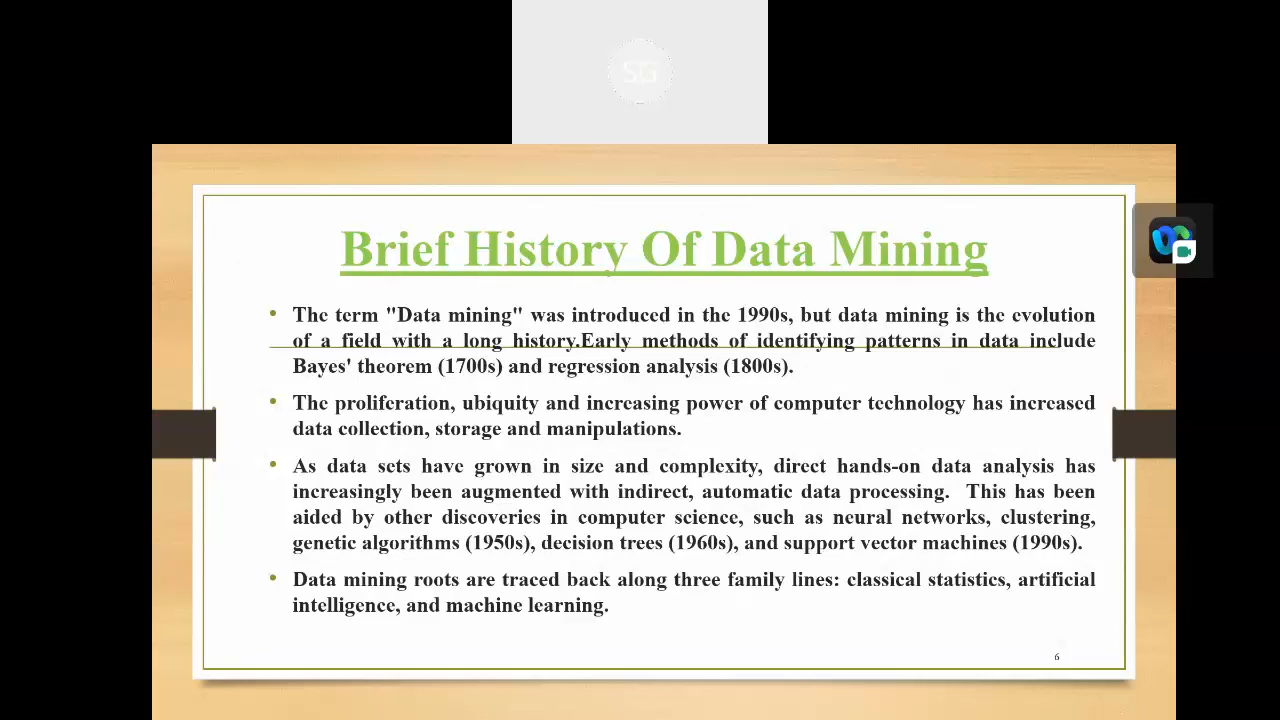 SG
Brief History Of Data Mining
• The term "Data mining" was introduced in the 1990s, but data mining is the evolution
of a field with a long history.Early methods of identifying patterns in data include
Bayes' theorem (1700s) and regression analysis (1800s).
• The proliferation, ubiquity and increasing power of computer technology has increased
data collection, storage and manipulations.
• As data sets have grown in size and complexity, direct hands-on data analysis has
increasingly been augmented with indirect, automatic data processing.  This has been
aided by other discoveries in computer science, such as neural networks, clustering,
genetic algorithms (1950s), decision trees (1960s), and support vector machines (1990s).
• Data mining roots are traced back along three family lines: classical statistics, artificial
intelligence, and machine learning.
6